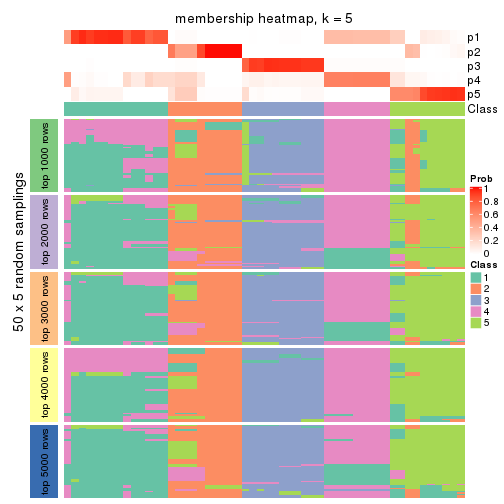 membership heatmap, k = 5
p1
p2
p3
p4
p5
Class
50 x 5 random samplings
top 1000 rows
top 2000 rows
top 3000 rows
top 4000 rows
top 5000 rows
Prob
1
0.8
0.6
0.4
0.2
0
Class
1
2
3
4
5